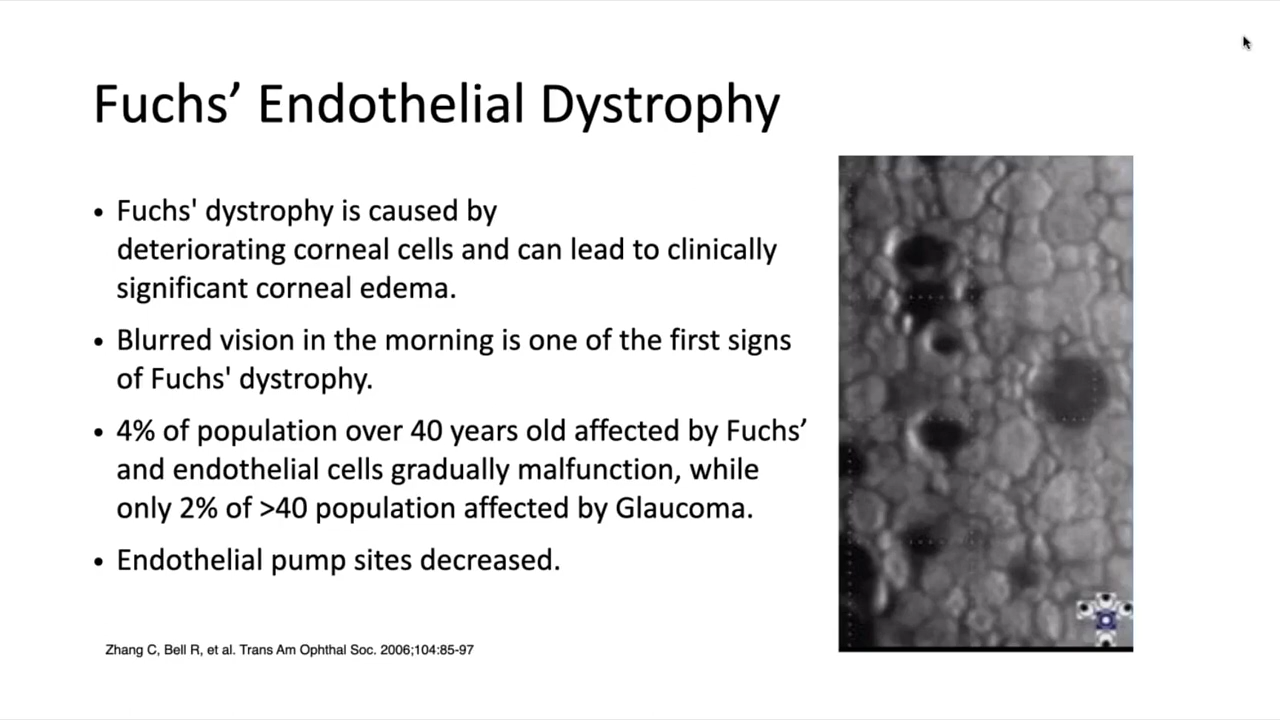 Fuchs’ Endothelial Dystrophy
• Fuchs' dystrophy is caused by
deteriorating corneal cells and can lead to clinically
significant corneal edema.
• Blurred vision in the morning is one of the first signs
of Fuchs' dystrophy.
• 4% of population over 40 years old affected by Fuchs’
and endothelial cells gradually malfunction, while
only 2% of >40 population affected by Glaucoma.
• Endothelial pump sites decreased.
Zhang C, Bell R, et al. Trans Am Ophthal Soc. 2006;104:85-97